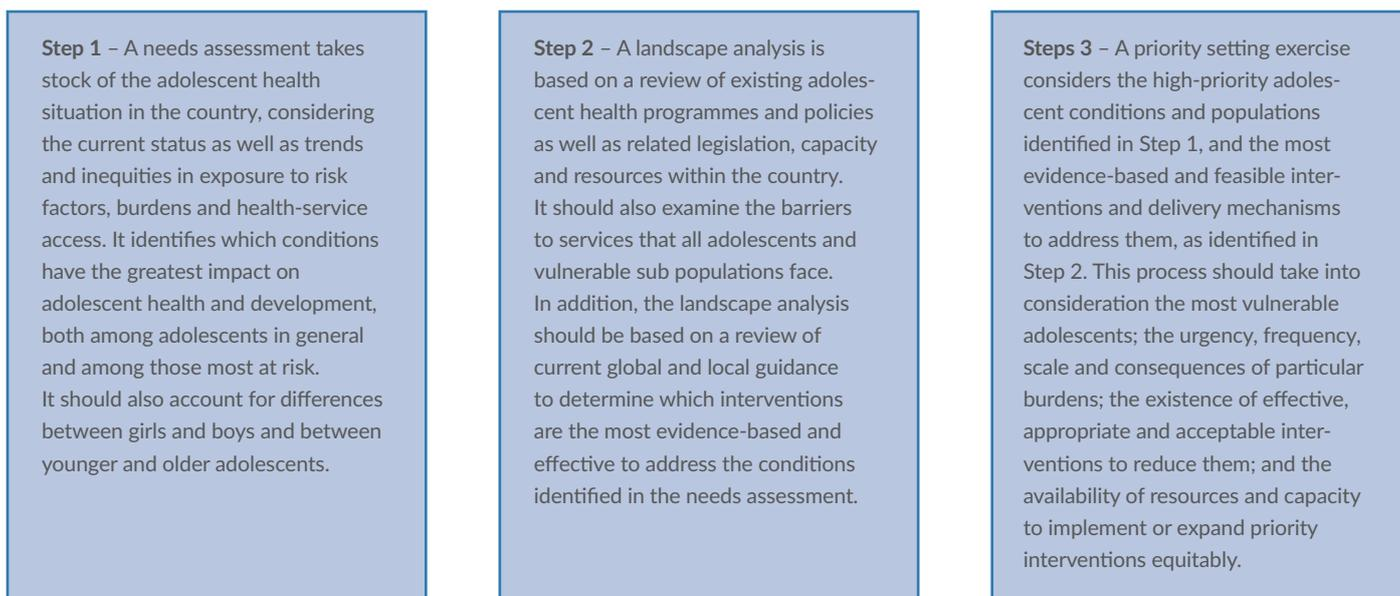 Step 1 – A needs assessment takes
stock of the adolescent health
situation in the country, considering
the current status as well as trends
and inequities in exposure to risk
factors, burdens and health-service
access. It identifies which conditions
have the greatest impact on
adolescent health and development,
both among adolescents in general
and among those most at risk.
It should also account for differences
between girls and boys and between
younger and older adolescents.
Step 2 – A landscape analysis is
based on a review of existing adoles-
cent health programmes and policies
as well as related legislation, capacity
and resources within the country.
It should also examine the barriers
to services that all adolescents and
vulnerable sub populations face.
In addition, the landscape analysis
should be based on a review of
current global and local guidance
to determine which interventions
are the most evidence-based and
effective to address the conditions
identified in the needs assessment.
Steps 3 – A priority setting exercise
considers the high-priority adoles-
cent conditions and populations
identified in Step 1, and the most
evidence-based and feasible inter-
ventions and delivery mechanisms
to address them, as identified in
Step 2. This process should take into
consideration the most vulnerable
adolescents; the urgency, frequency,
scale and consequences of particular
burdens; the existence of effective,
appropriate and acceptable inter-
ventions to reduce them; and the
availability of resources and capacity
to implement or expand priority
interventions equitably.